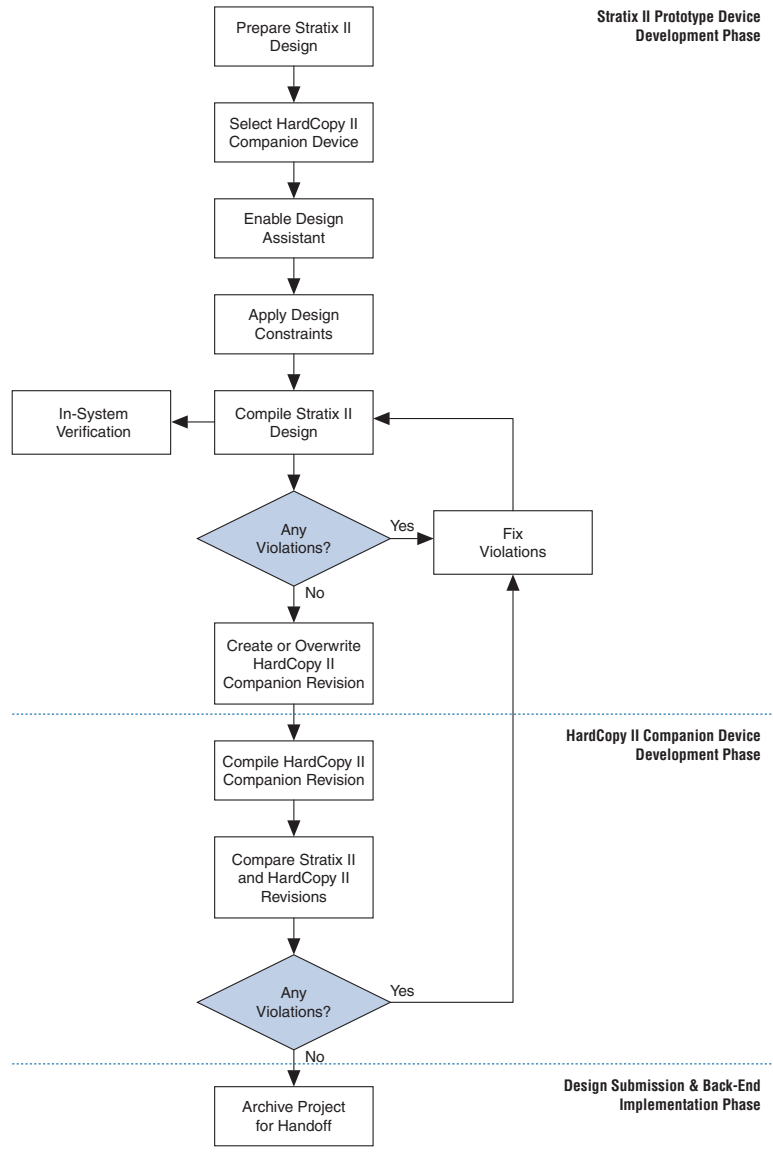 Stratix II Prototype Device
Development Phase
Prepare Stratix II
Design
Select HardCopy II
Companion Device
Enable Design
Assistant
Apply Design
Constraints
In-System
Verification
Compile Stratix II
Design
Any
Violations?
Yes
Fix
Violations
No
Create or Overwrite
HardCopy II
Companion Revision
HardCopy II Companion Device
Development Phase
Compile HardCopy II
Companion Revision
Compare Stratix II
and HardCopy II
Revisions
Any
Violations?
Yes
No
Design Submission & Back-End
Implementation Phase
Archive Project
for Handoff